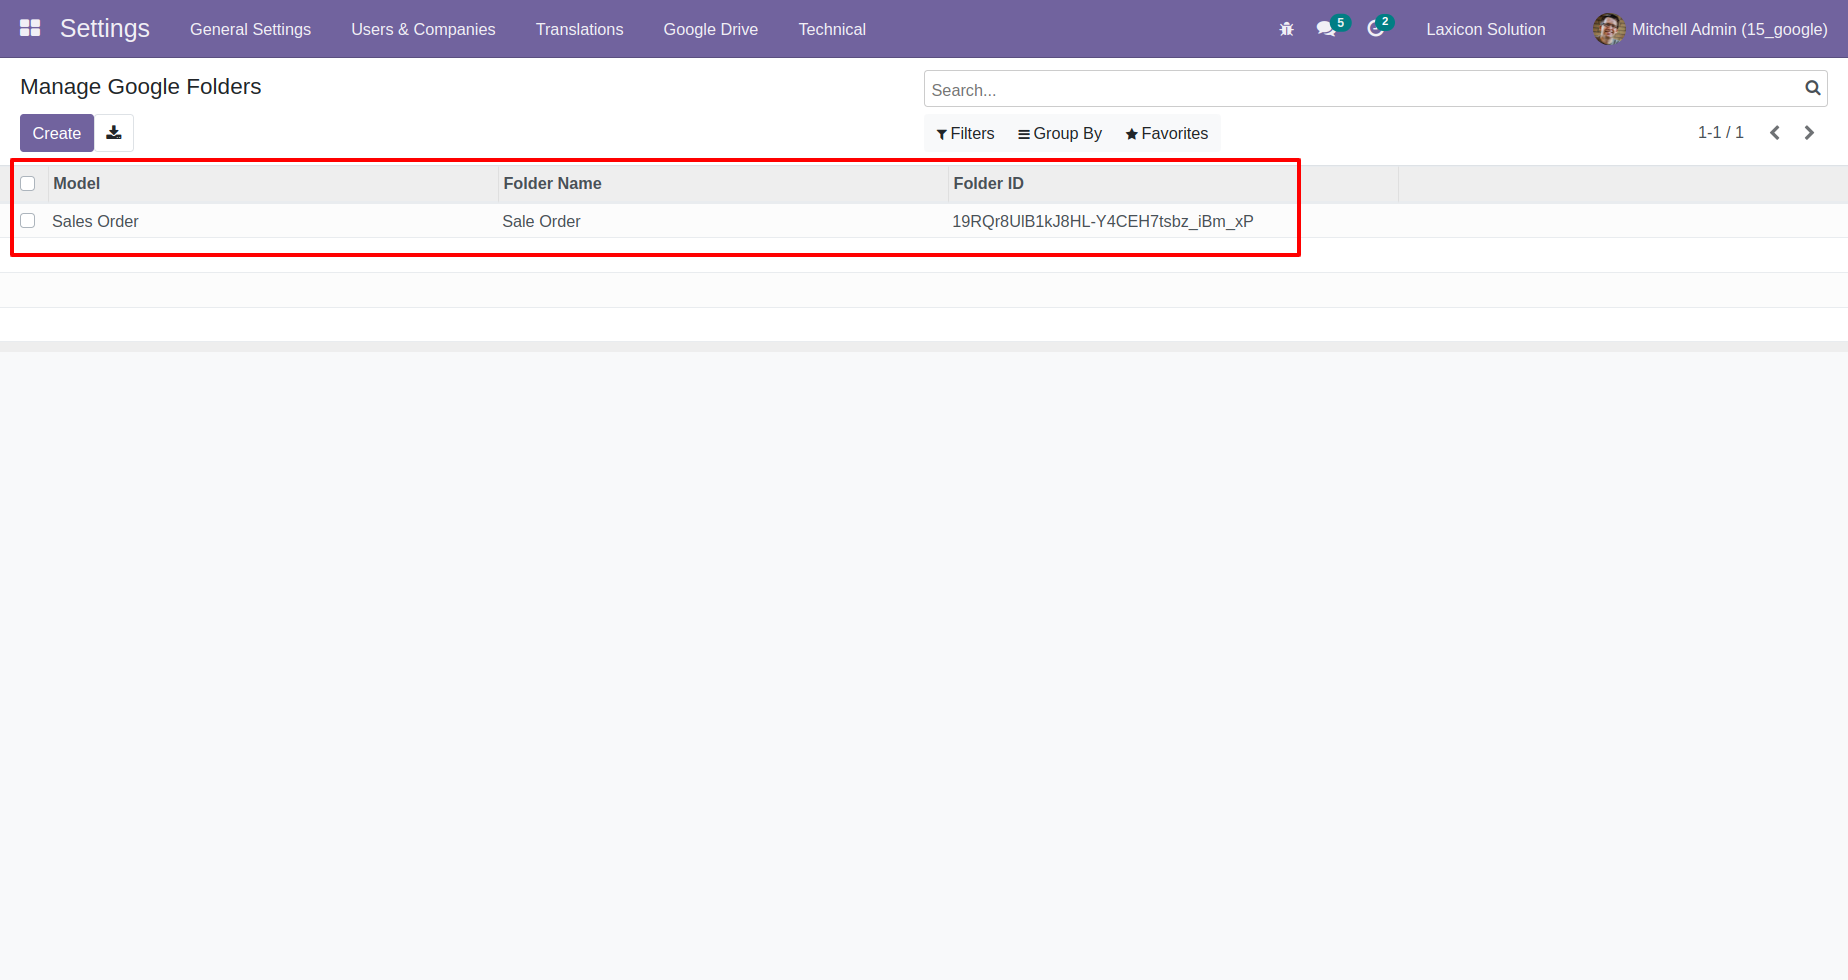 Settings General Settings Users & Companies Translations Google Drive Technical 5 2 Laxicon Solution Mitchell Admin (15_google)
Manage Google Folders
Search...
Create
Filters Group By Favorites 1-1 / 1
Model Folder Name Folder ID
Sales Order Sale Order 19RQr8UlB1kJ8HL-Y4CEH7tsbz_iBm_xP